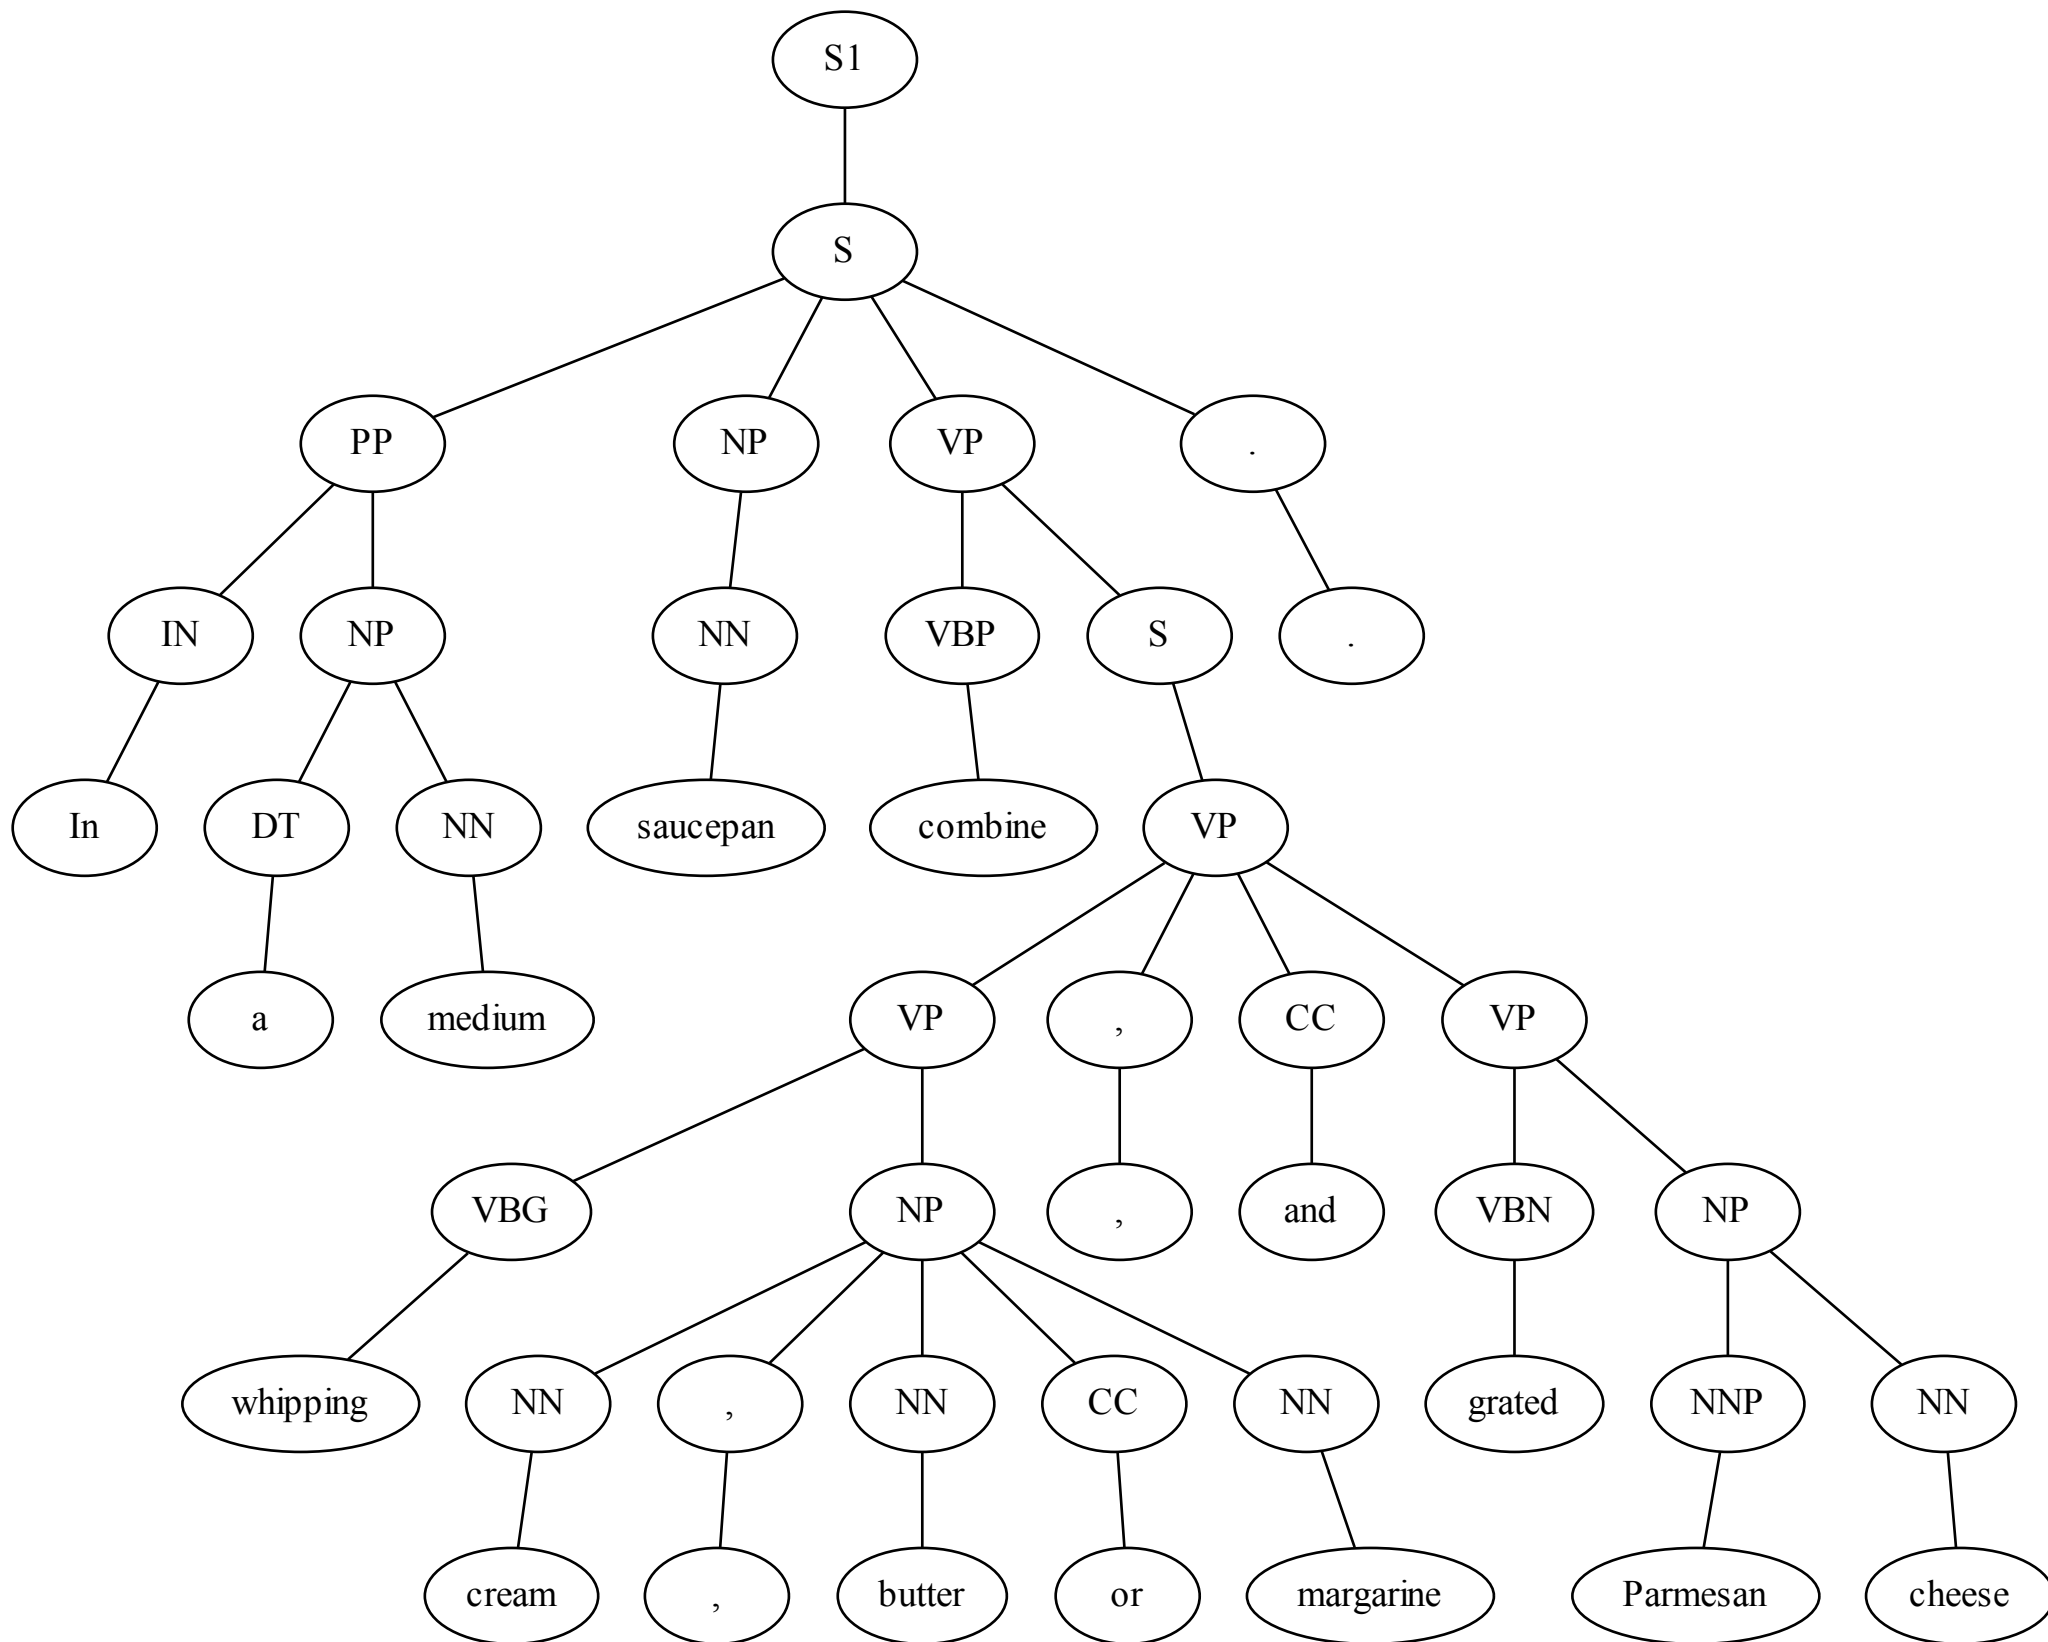 S1
S
PP NP VP .
IN NP NN VBP S .
In DT NN saucepan combine VP
a medium VP , CC VP
VBG NP , and VBN NP
whipping NN , NN CC NN grated NNP NN
cream , butter or margarine Parmesan cheese